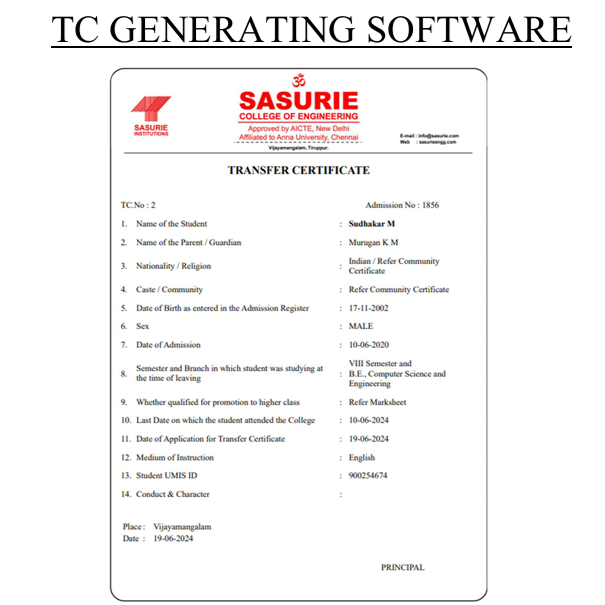 TC GENERATING SOFTWARE
ॐ
SASURIE
COLLEGE OF ENGINEERING
SASURIE
INSTITUTIONS
Approved by AICTE, New Delhi
Affiliated to Anna University, Chennai
Vijayamangalam, Tiruppur.
E-mail : info@sasurie.com
Web : sasurieengg.com
TRANSFER CERTIFICATE
TC.No : 2 Admission No : 1856
1. Name of the Student : Sudhakar M
2. Name of the Parent / Guardian : Murugan K M
3. Nationality / Religion : Indian / Refer Community
Certificate
4. Caste / Community : Refer Community Certificate
5. Date of Birth as entered in the Admission Register : 17-11-2002
6. Sex : MALE
7. Date of Admission : 10-06-2020
8. Semester and Branch in which student was studying at
the time of leaving
: VIII Semester and
B.E., Computer Science and
Engineering
9. Whether qualified for promotion to higher class : Refer Marksheet
10. Last Date on which the student attended the College : 10-06-2024
11. Date of Application for Transfer Certificate : 19-06-2024
12. Medium of Instruction : English
13. Student UMIS ID : 900254674
14. Conduct & Character :
Place : Vijayamangalam
Date : 19-06-2024
PRINCIPAL